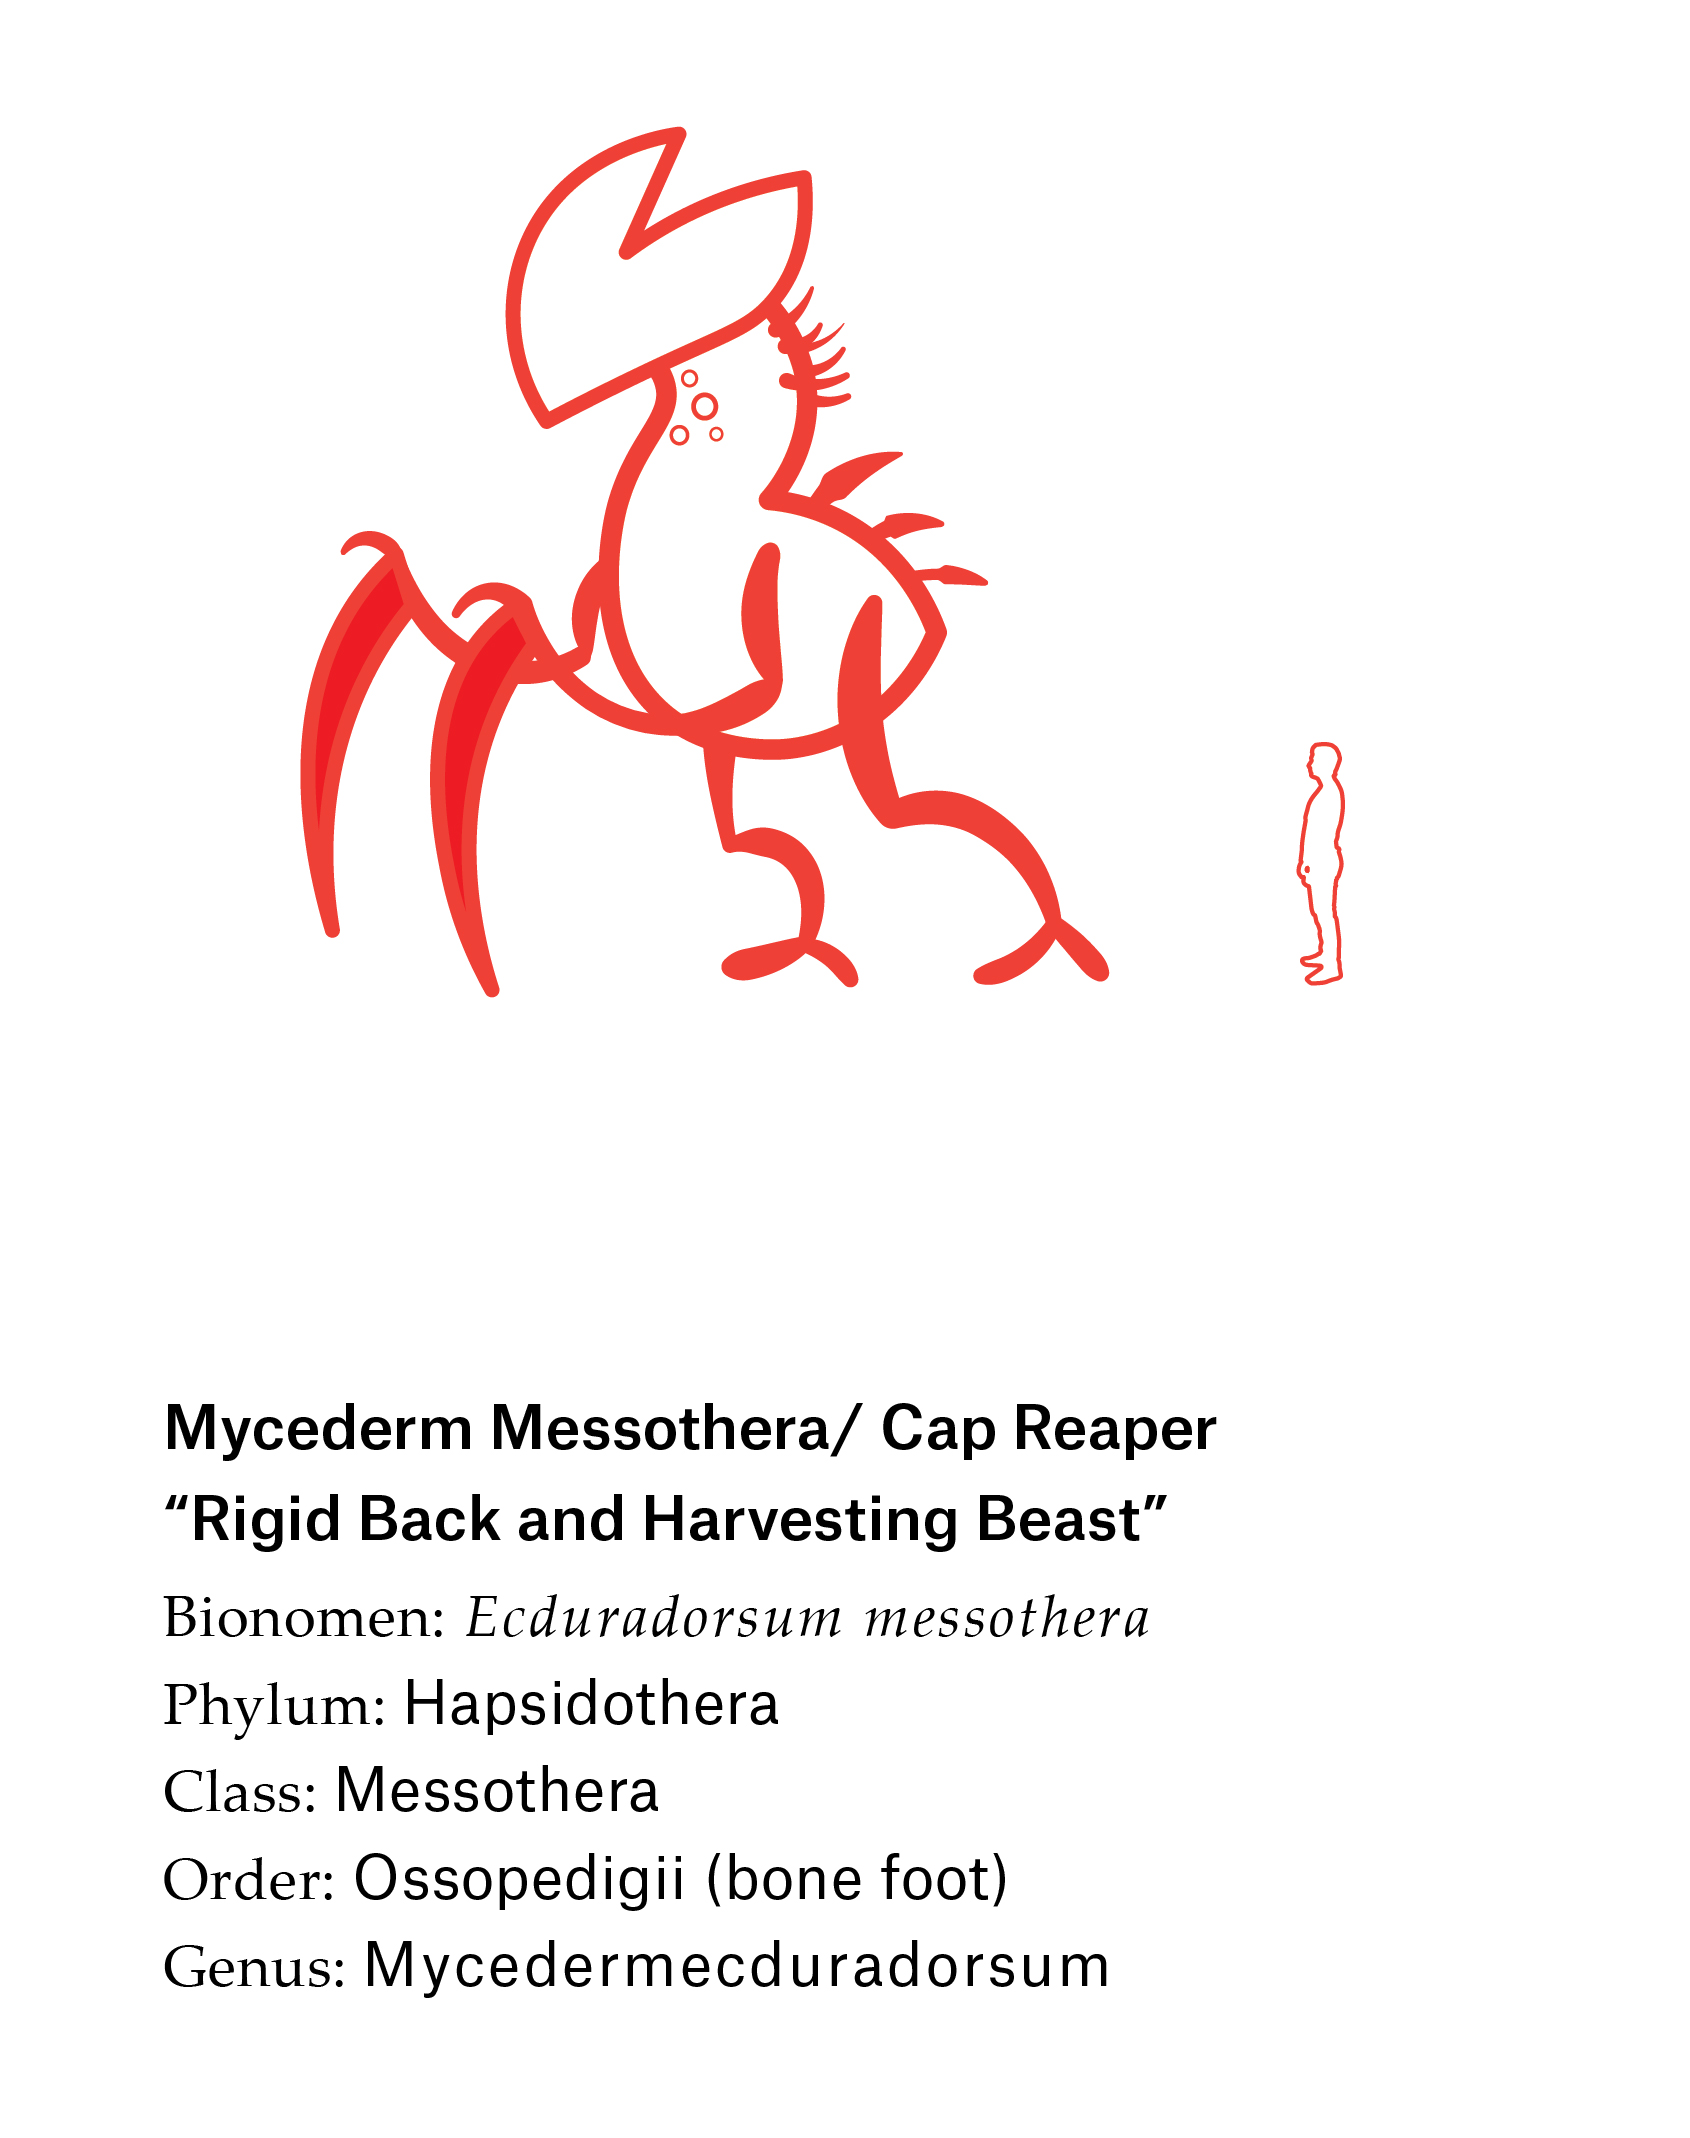 Mycederm Messothera/ Cap Reaper
“Rigid Back and Harvesting Beast”
Bionomen: Ecduradorsum messothera
Phylum: Hapsidothera
Class: Messothera
Order: Ossopedigii (bone foot)
Genus: Mycedermecduradorsum